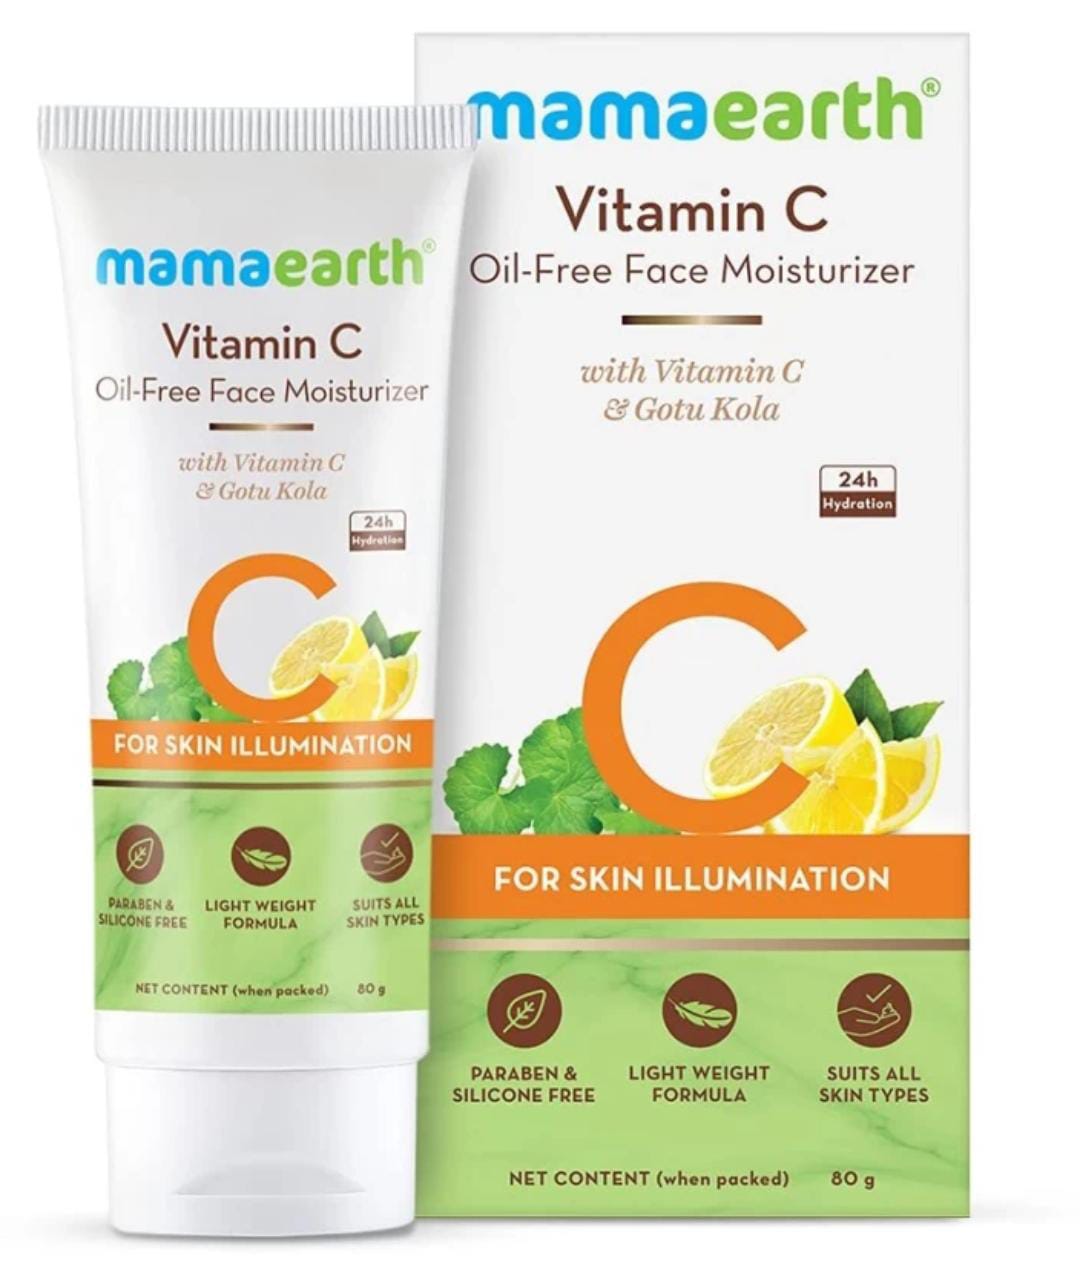 mamaearth®
Vitamin C
Oil-Free Face Moisturizer
with Vitamin C
& Gotu Kola
24h
Hydration
C
FOR SKIN ILLUMINATION
PARABEN &
SILICONE FREE
LIGHT WEIGHT
FORMULA
SUITS ALL
SKIN TYPES
NET CONTENT (when packed) 80 g
mamaearth®
Vitamin C
Oil-Free Face Moisturizer
with Vitamin C
& Gotu Kola
24h
Hydration
C
FOR SKIN ILLUMINATION
PARABEN &
SILICONE FREE
LIGHT WEIGHT
FORMULA
SUITS ALL
SKIN TYPES
NET CONTENT (when packed) 80 g